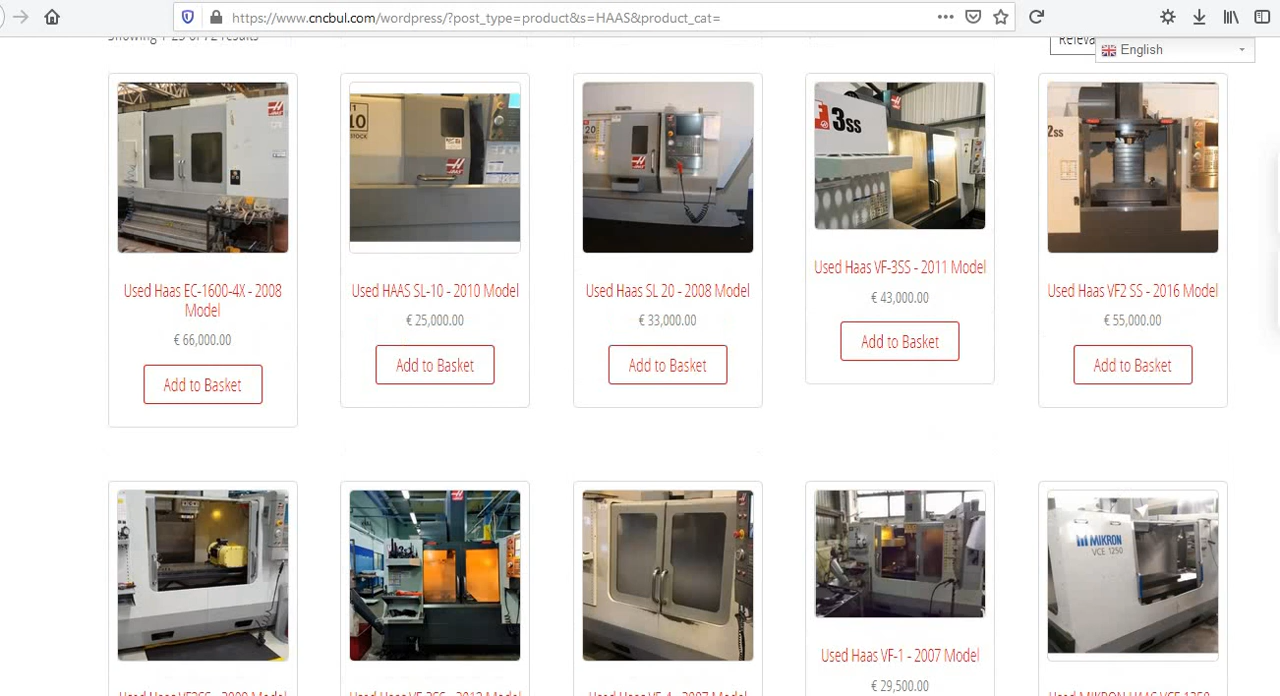 https://www.cncbul.com/wordpress/?post_type=product&s=HAAS&product_cat=
English
3ss
Used Haas EC-1600-4X - 2008
Model
€ 66,000.00
Add to Basket
Used HAAS SL-10 - 2010 Model
€ 25,000.00
Add to Basket
Used Haas SL 20 - 2008 Model
€ 33,000.00
Add to Basket
Used Haas VF-3SS - 2011 Model
€ 43,000.00
Add to Basket
Used Haas VF2 SS - 2016 Model
€ 55,000.00
Add to Basket
MIKRON
VCE 1250
Used Haas VF-1 - 2007 Model
€ 29,500.00